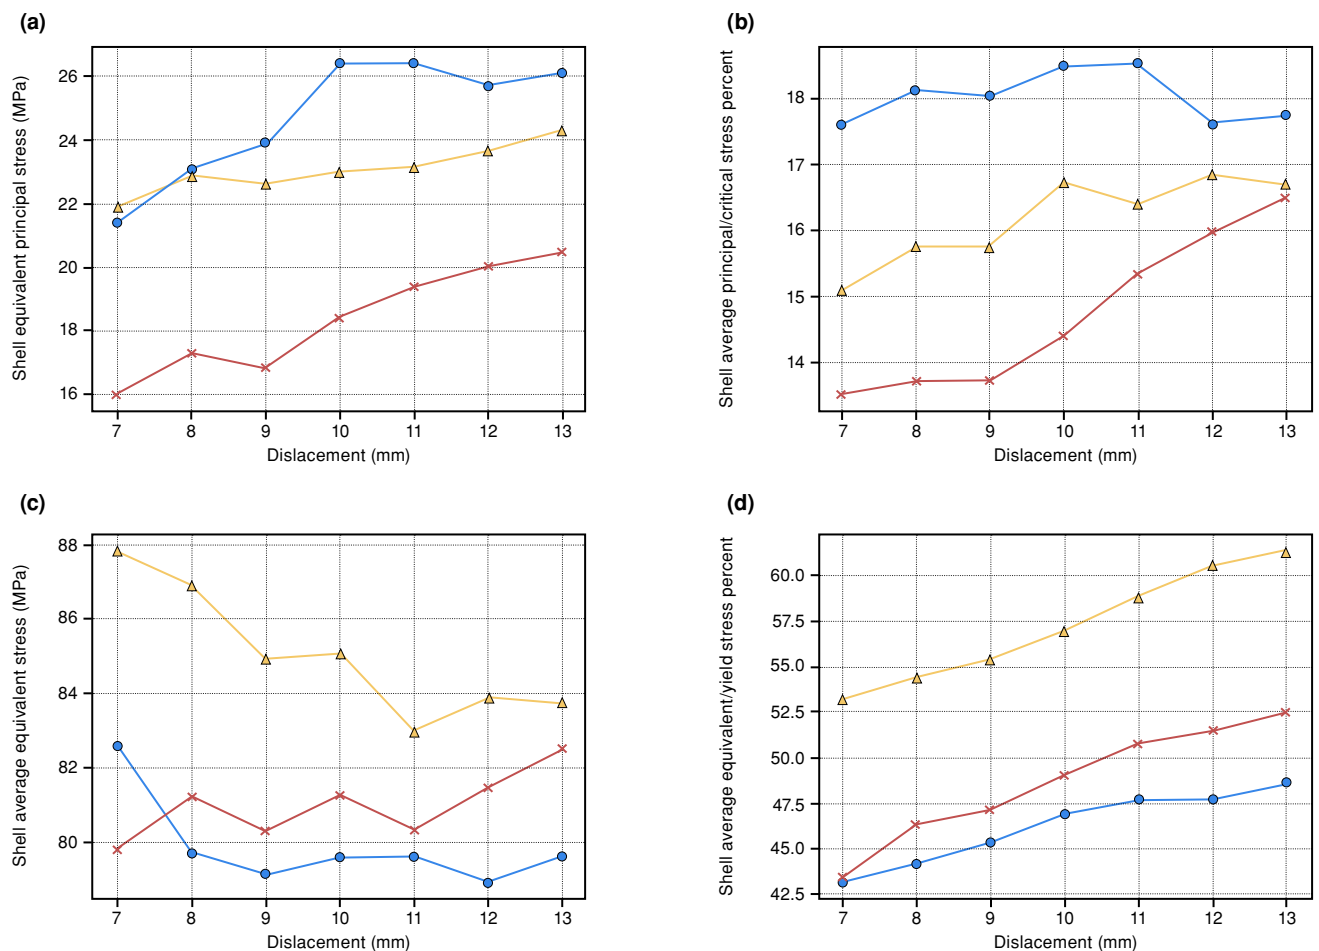 (a)
Shell equivalent principal stress (MPa)
26
24
22
20
18
16
7 8 9 10 11 12 13
Dislacement (mm)
(b)
Shell average principal/critical stress percent
18
17
16
15
14
7 8 9 10 11 12 13
Dislacement (mm)
(c)
Shell average equivalent stress (MPa)
88
86
84
82
80
7 8 9 10 11 12 13
Dislacement (mm)
(d)
Shell average equivalent/yield stress percent
60.0
57.5
55.0
52.5
50.0
47.5
45.0
42.5
7 8 9 10 11 12 13
Dislacement (mm)